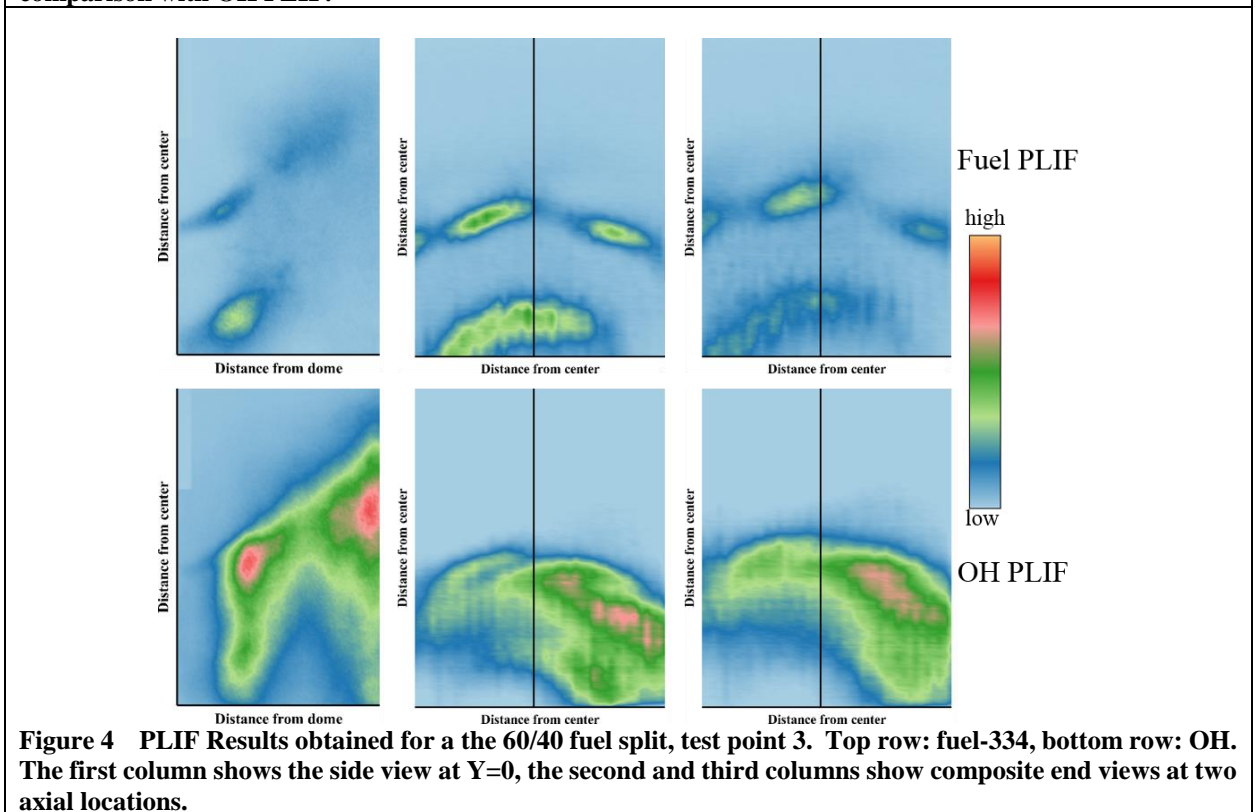 comparison with OH PLIF.
Distance from center
Distance from center
Distance from center
Fuel PLIF
high
low
Distance from dome
Distance from center
Distance from center
Distance from center
Distance from center
Distance from center
OH PLIF
Distance from dome
Distance from center
Distance from center
Figure 4 PLIF Results obtained for a the 60/40 fuel split, test point 3. Top row: fuel-334, bottom row: OH.
The first column shows the side view at Y=0, the second and third columns show composite end views at two
axial locations.